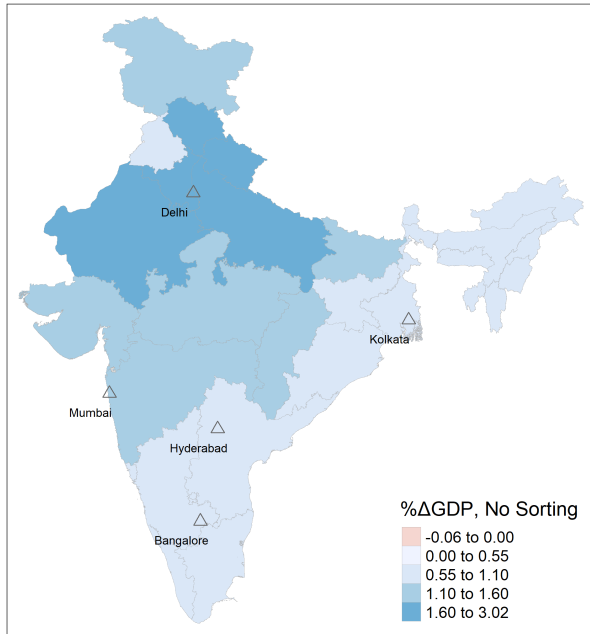 Delhi
Kolkata
Mumbai
Hyderabad
Bangalore
%ΔGDP, No Sorting
-0.06 to 0.00
0.00 to 0.55
0.55 to 1.10
1.10 to 1.60
1.60 to 3.02